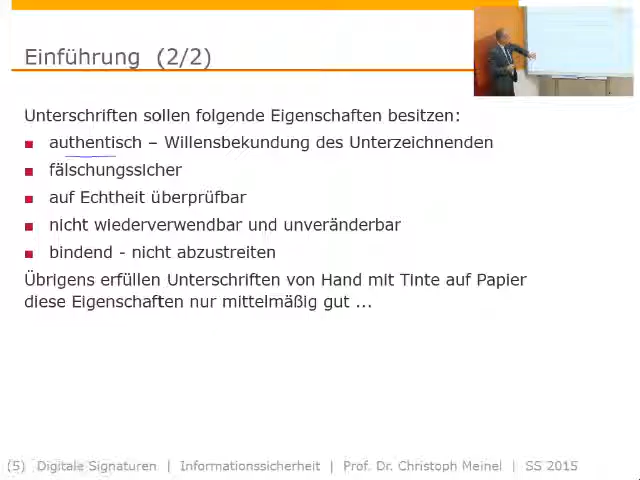 Einführung (2/2)
Unterschriften sollen folgende Eigenschaften besitzen:
authentisch – Willensbekundung des Unterzeichnenden
fälschungssicher
auf Echtheit überprüfbar
nicht wiederverwendbar und unveränderbar
bindend - nicht abzustreiten
Übrigens erfüllen Unterschriften von Hand mit Tinte auf Papier
diese Eigenschaften nur mittelmäßig gut ...
(5) Digitale Signaturen | Informationssicherheit | Prof. Dr. Christoph Meinel | SS 2015